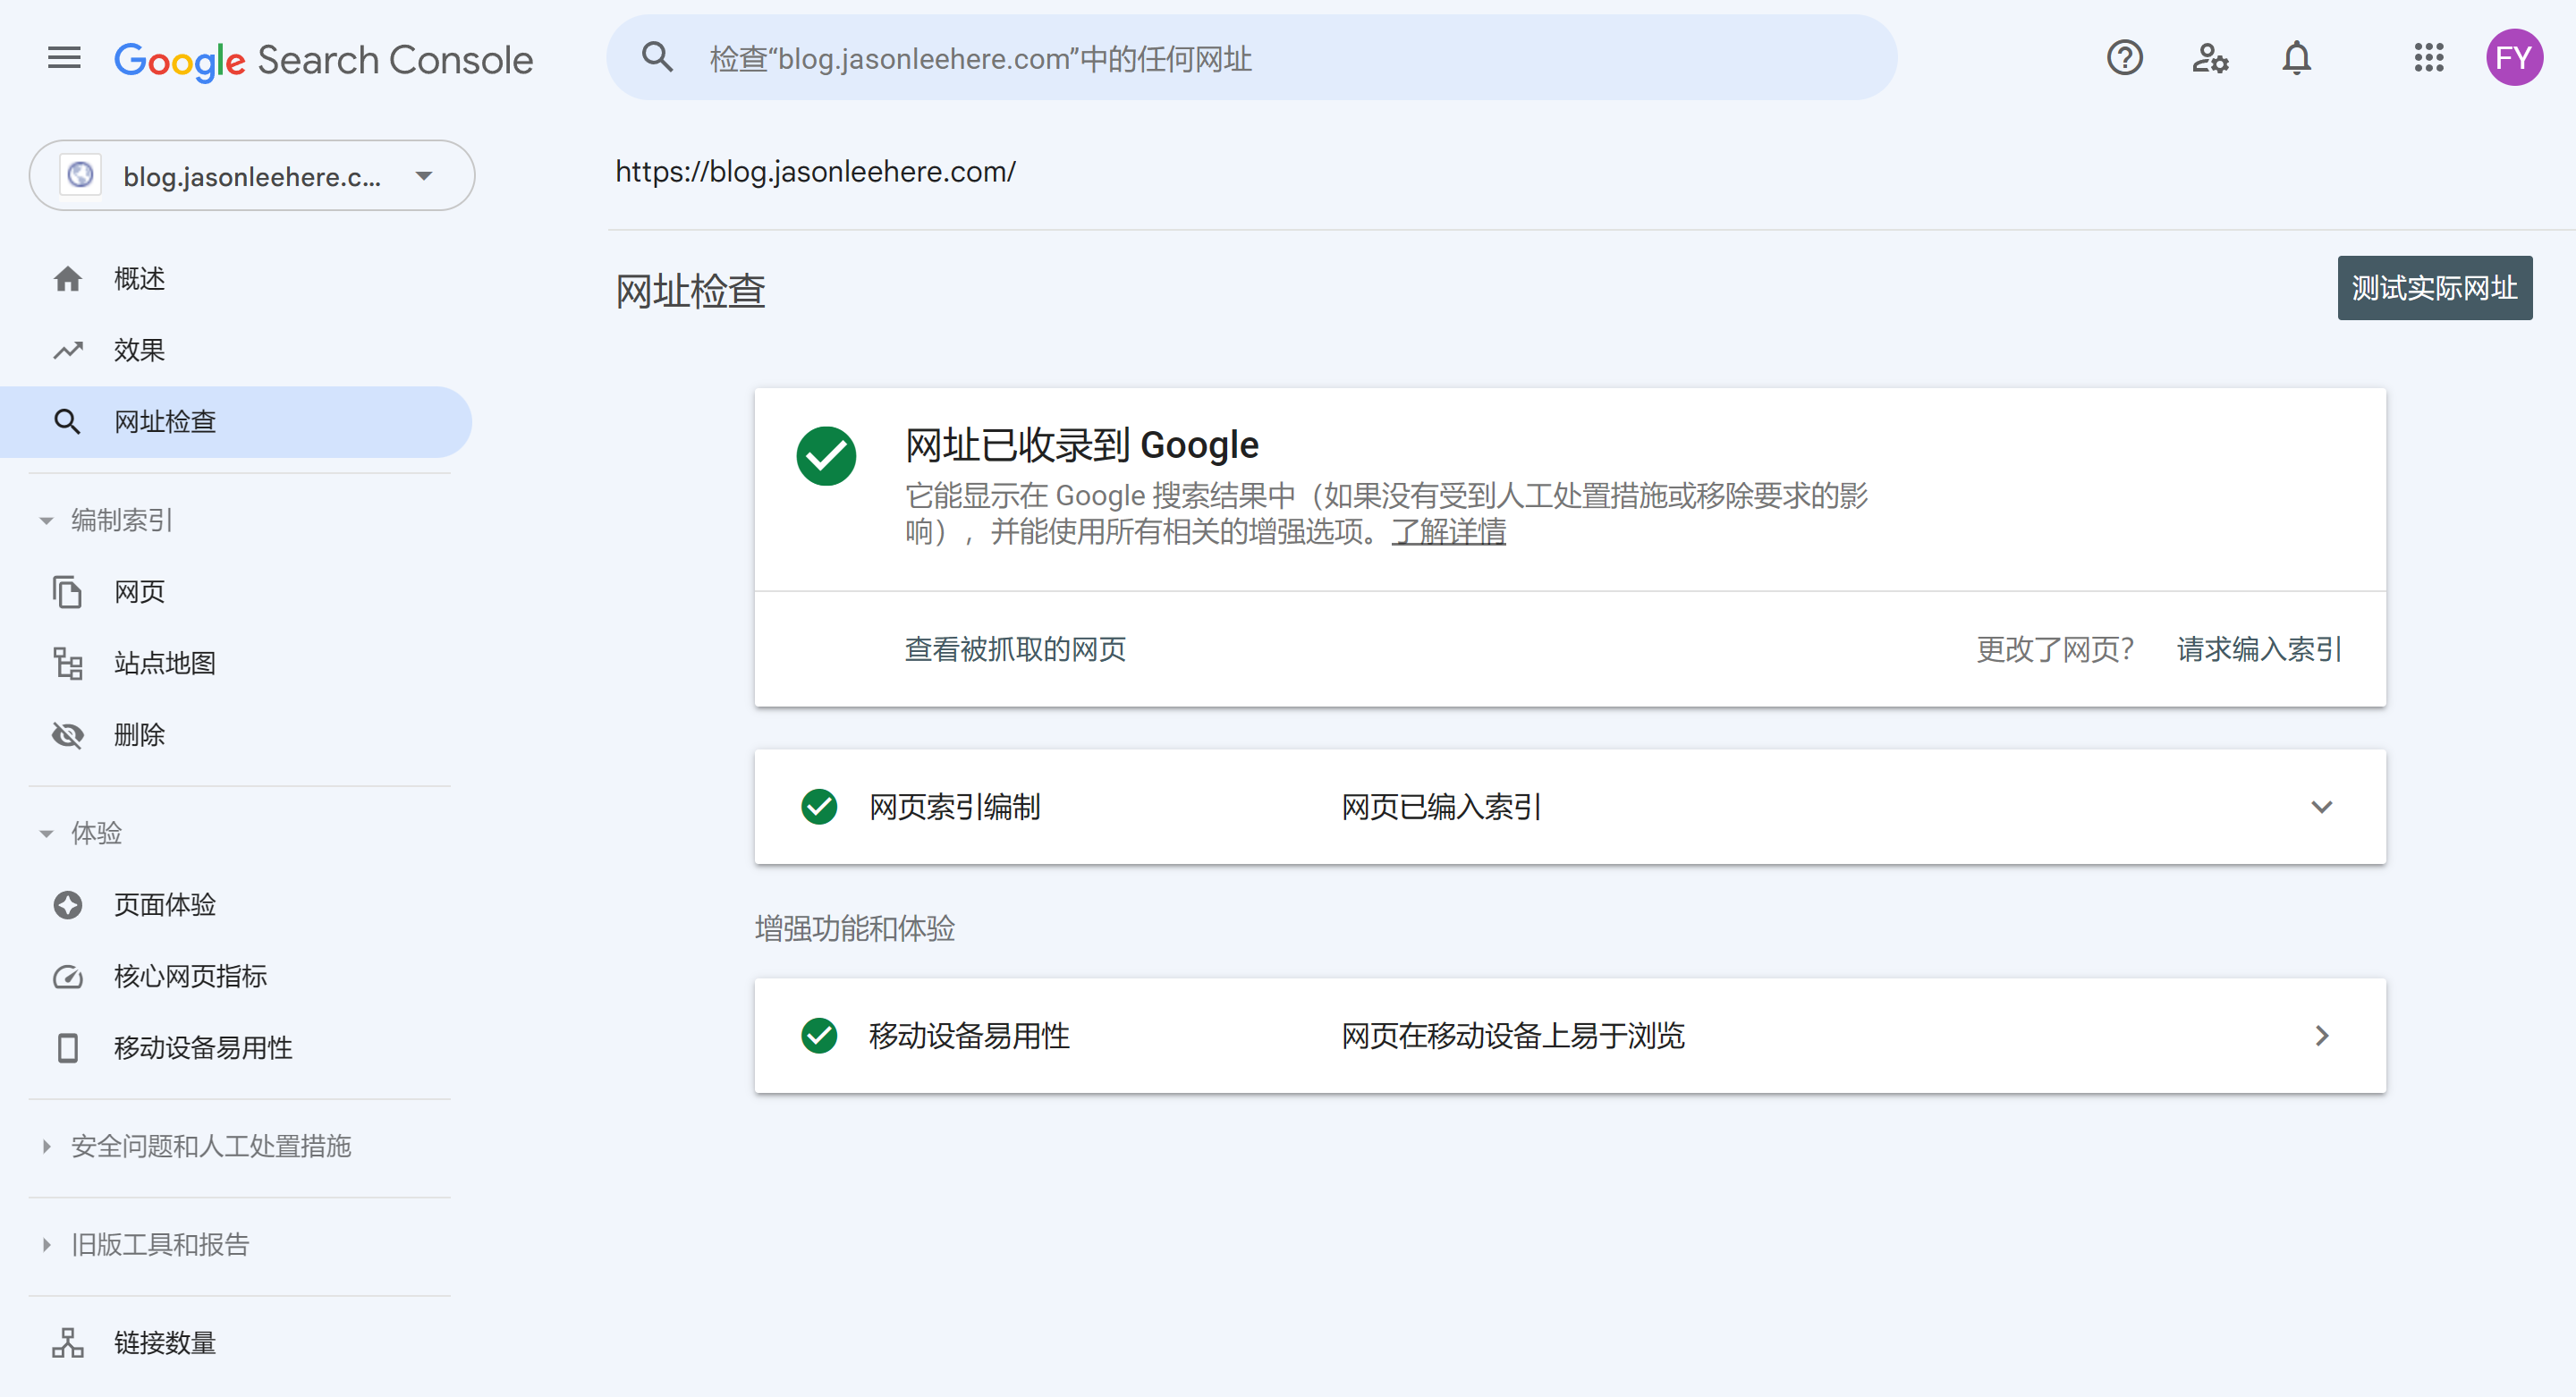 Google Search Console
检查“blog.jasonleehere.com”中的任何网址
FY
blog.jasonleehere.c...
https://blog.jasonleehere.com/
概述
效果
网址检查
编制索引
网页
站点地图
删除
体验
页面体验
核心网页指标
移动设备易用性
安全问题和人工处置措施
旧版工具和报告
链接数量
网址检查
测试实际网址
网址已收录到 Google
它能显示在 Google 搜索结果中（如果没有受到人工处置措施或移除要求的影
响），并能使用所有相关的增强选项。了解详情
查看被抓取的网页
更改了网页？
请求编入索引
网页索引编制
网页已编入索引
增强功能和体验
移动设备易用性
网页在移动设备上易于浏览